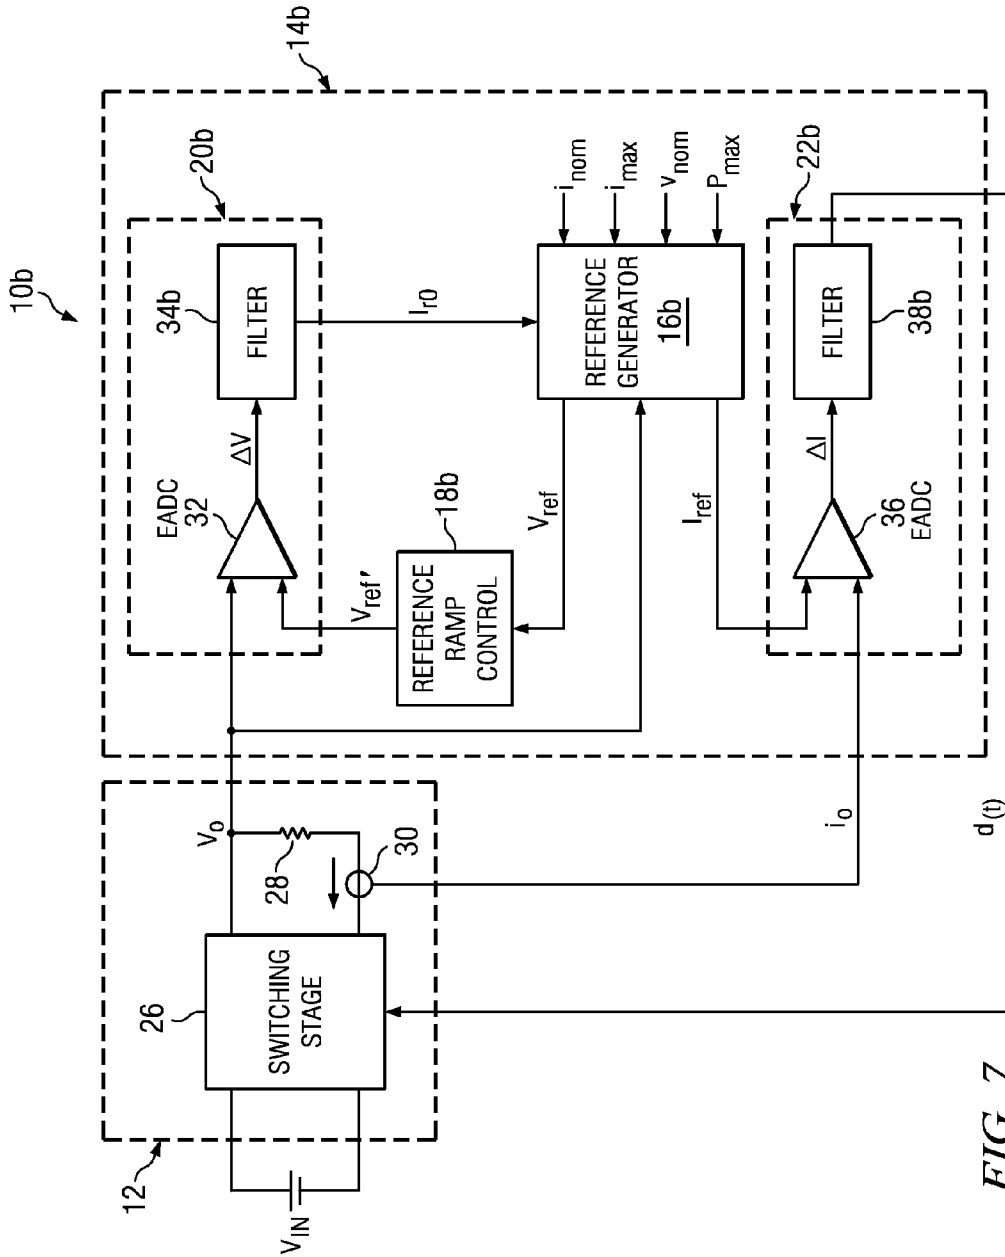 10b
14b
20b
34b
FILTER
ΔV
EADC
32
V_ref'
18b
REFERENCE
RAMP
CONTROL
V_ref
I_r0
REFERENCE
GENERATOR
16b
i_nom
i_max
v_nom
P_max
I_ref
22b
FILTER
38b
ΔI
36
EADC
12
V_IN
26
SWITCHING
STAGE
V_o
28
30
i_o
d_(t)
FIG. 7